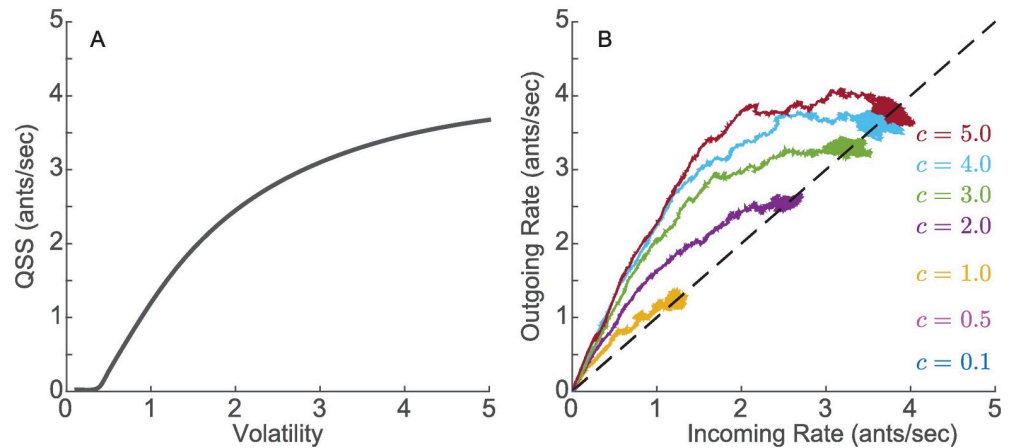 A
QSS (ants/sec)
5
4
3
2
1
0
0 1 2 3 4 5
Volatility
B
Outgoing Rate (ants/sec)
5
4
3
2
1
0
0 1 2 3 4 5
Incoming Rate (ants/sec)
c = 5.0
c = 4.0
c = 3.0
c = 2.0
c = 1.0
c = 0.5
c = 0.1